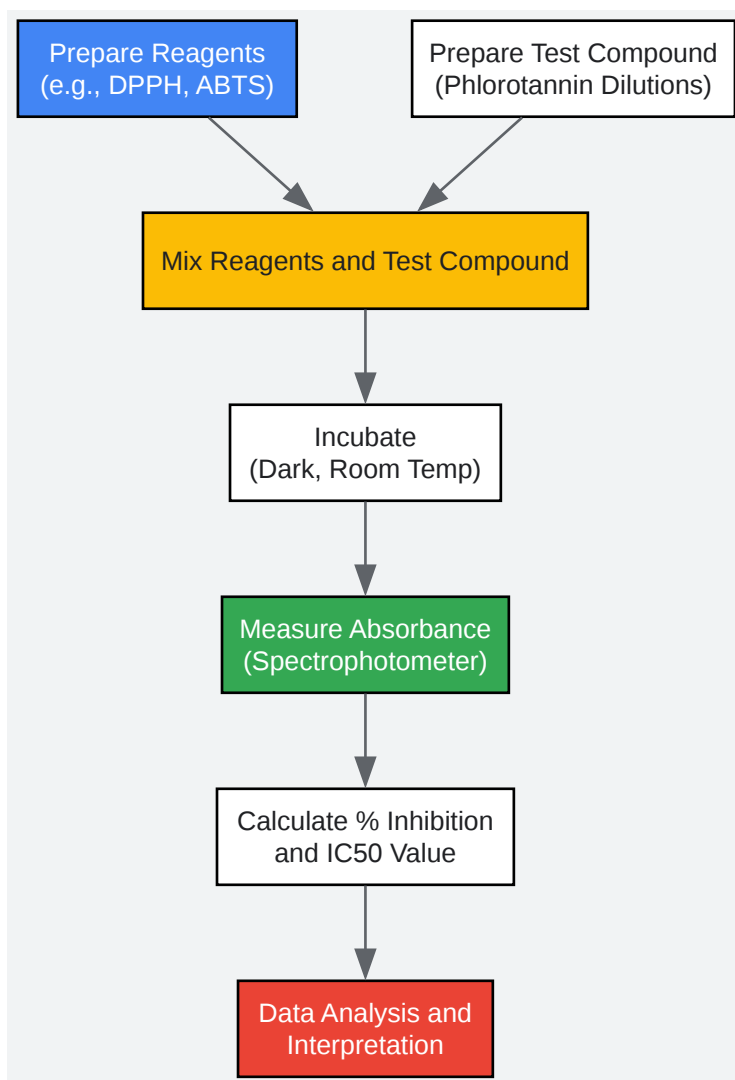 Prepare Reagents
(e.g., DPPH, ABTS)
Prepare Test Compound
(Phlorotannin Dilutions)
Mix Reagents and Test Compound
Incubate
(Dark, Room Temp)
Measure Absorbance
(Spectrophotometer)
Calculate % Inhibition
and IC50 Value
Data Analysis and
Interpretation